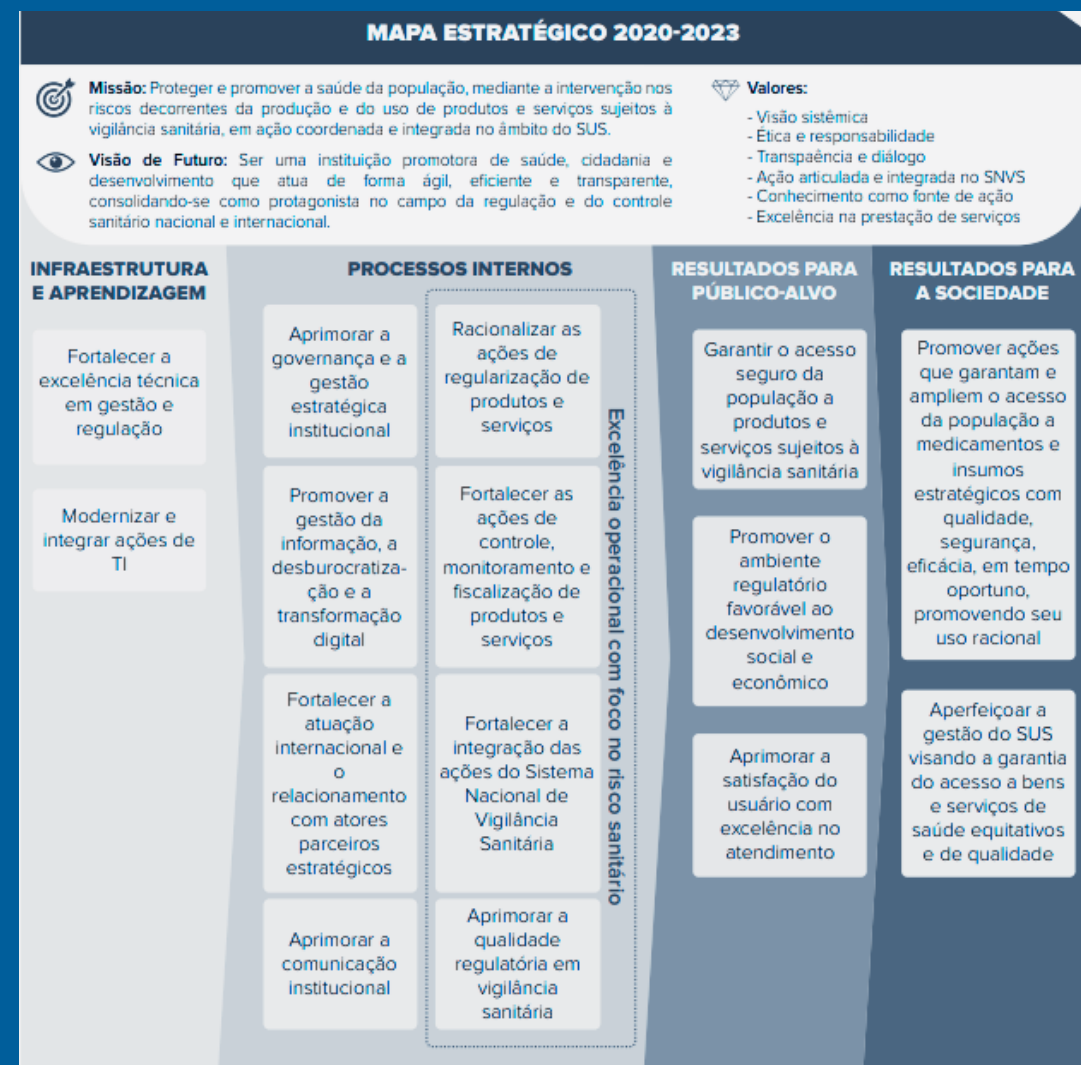 MAPA ESTRATÉGICO 2020-2023
Missão: Proteger e promover a saúde da população, mediante a intervenção nos
riscos decorrentes da produção e do uso de produtos e serviços sujeitos à
vigilância sanitária, em ação coordenada e integrada no âmbito do SUS.
Visão de Futuro: Ser uma instituição promotora de saúde, cidadania e
desenvolvimento que atua de forma ágil, eficiente e transparente,
consolidando-se como protagonista no campo da regulação e do controle
sanitário nacional e internacional.
Valores:
- Visão sistêmica
- Ética e responsabilidade
- Transpaência e diálogo
- Ação articulada e integrada no SNVS
- Conhecimento como fonte de ação
- Excelência na prestação de serviços
INFRAESTRUTURA
E APRENDIZAGEM
Fortalecer a
excelência técnica
em gestão e
regulação
Modernizar e
integrar ações de
TI
PROCESSOS INTERNOS
Aprimorar a
governança e a
gestão
estratégica
institucional
Promover a
gestão da
informação, a
desburocratiza-
ção e a
transformação
digital
Fortalecer a
atuação
internacional e
o
relacionamento
com atores
parceiros
estratégicos
Aprimorar a
comunicação
institucional
Racionalizar as
ações de
regularização de
produtos e
serviços
Fortalecer as
ações de
controle,
monitoramento e
fiscalização de
produtos e
serviços
Fortalecer a
integração das
ações do Sistema
Nacional de
Vigilância
Sanitária
Aprimorar a
qualidade
regulatória em
vigilância
sanitária
Excelência operacional com foco no risco sanitário
RESULTADOS PARA
PÚBLICO-ALVO
Garantir o acesso
seguro da
população a
produtos e
serviços sujeitos à
vigilância sanitária
Promover o
ambiente
regulatório
favorável ao
desenvolvimento
social e
econômico
Aprimorar a
satisfação do
usuário com
excelência no
atendimento
RESULTADOS PARA
A SOCIEDADE
Promover ações
que garantam e
ampliem o acesso
da população a
medicamentos e
insumos
estratégicos com
qualidade,
segurança,
eficácia, em tempo
oportuno,
promovendo seu
uso racional
Aperfeiçoar a
gestão do SUS
visando a garantia
do acesso a bens
e serviços de
saúde equitativos
e de qualidade